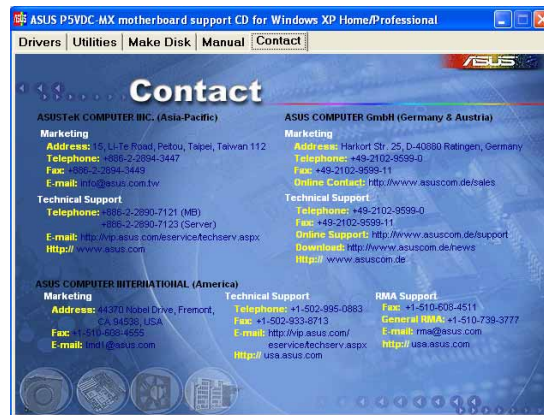 ASUS P5VDC-MX motherboard support CD for Windows XP Home/Professional
Drivers Utilities Make Disk Manual Contact
ASUS
Contact
ASUSTeK COMPUTER INC. (Asia-Pacific)
Marketing
Address: 15, Li-Te Road, Peitou, Taipei, Taiwan 112
Telephone: +886-2-2894-3447
Fax: +886-2-2894-3449
E-mail: info@asus.com.tw
Technical Support
Telephone: +886-2-2890-7121 (MB)
+886-2-2890-7123 (Server)
E-mail: http://vip.asus.com/eservice/techserv.aspx
Http:// www.asus.com
ASUS COMPUTER GmbH (Germany & Austria)
Marketing
Address: Harkort Str. 25, D-40880 Ratingen, Germany
Telephone: +49-2102-9599-0
Fax: +49-2102-9599-11
Online Contact: http://www.asuscom.de/sales
Technical Support
Telephone: +49-2102-9599-0
Fax: +49-2102-9599-11
Online Support: http://www.asuscom.de/support
Download: http://www.asuscom.de/news
Http:// www.asuscom.de
ASUS COMPUTER INTERNATIONAL (America)
Marketing
Address: 44370 Nobel Drive, Fremont,
CA 94538, USA
Fax: +1-510-608-4555
E-mail: tmd1@asus.com
Technical Support
Telephone: +1-502-995-0883
Fax: +1-502-933-8713
E-mail: http://vip.asus.com/
eservice/techserv.aspx
Http:// usa.asus.com
RMA Support
Fax: +1-510-608-4511
General RMA: +1-510-739-3777
E-mail: rma@asus.com
http:// usa.asus.com